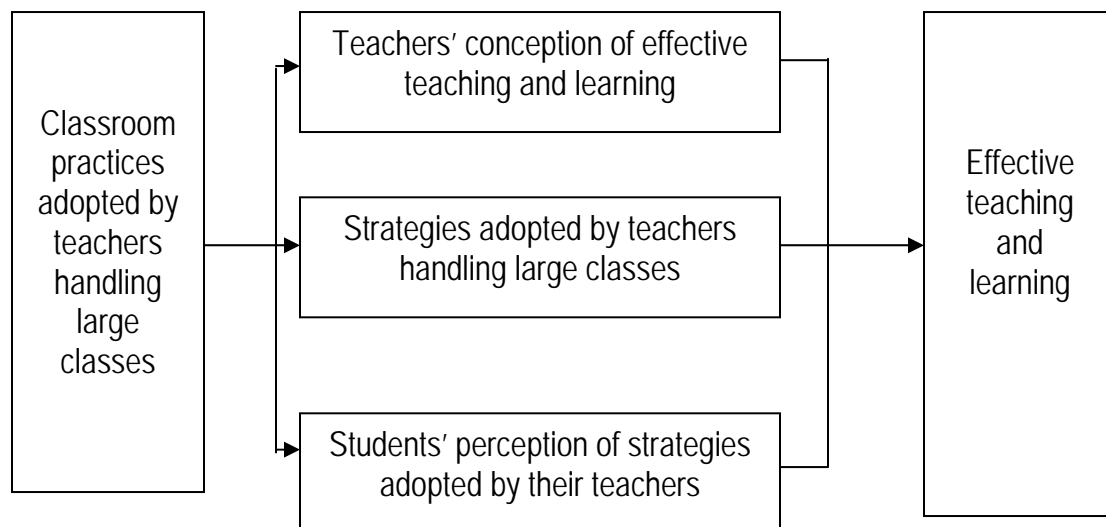 Classroom
practices
adopted by
teachers
handling
large
classes
Teachers’ conception of effective
teaching and learning
Strategies adopted by teachers
handling large classes
Students’ perception of strategies
adopted by their teachers
Effective
teaching
and
learning